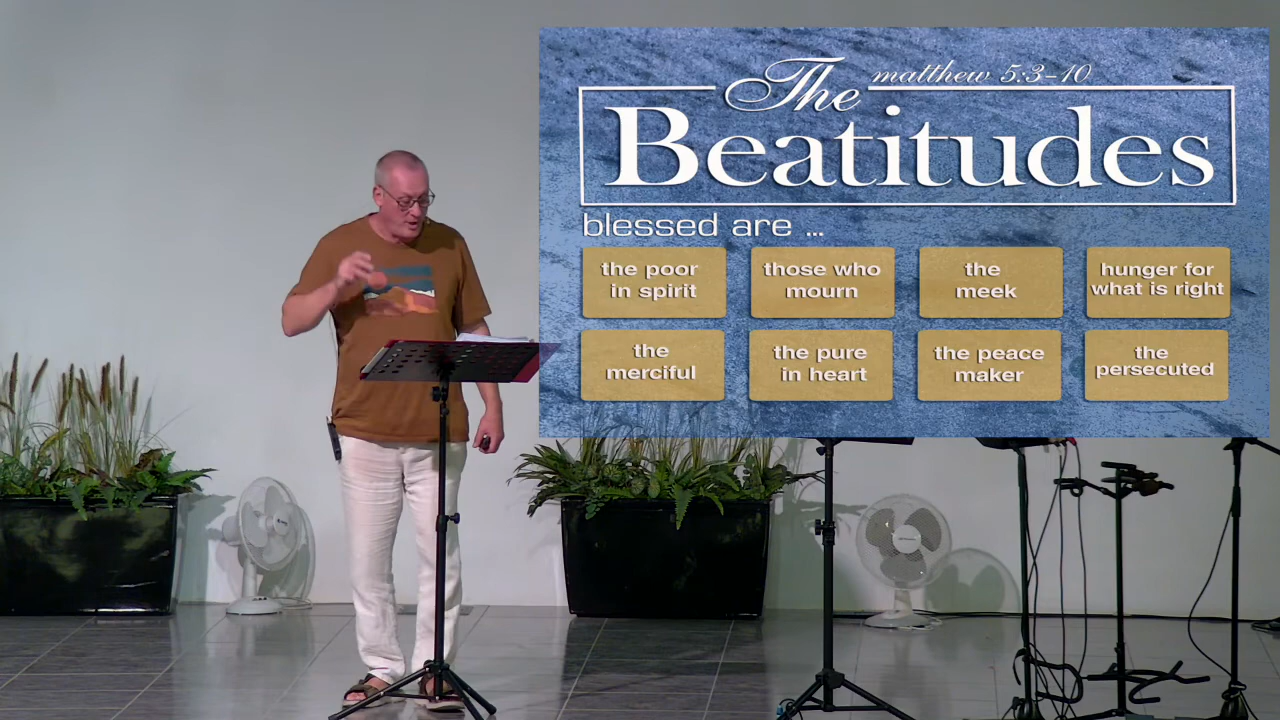 The matthew 5:3-10
Beatitudes
blessed are ...
the poor
in spirit
those who
mourn
the
meek
hunger for
what is right
the
merciful
the pure
in heart
the peace
maker
the
persecuted